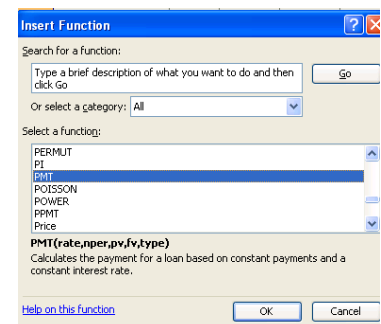 Insert Function
Search for a function:
Type a brief description of what you want to do and then
click Go
Go
Or select a category: All
Select a function:
PERMUT
PI
PMT
POISSON
POWER
PPMT
Price
PMT(rate,nper,pv,fv,type)
Calculates the payment for a loan based on constant payments and a
constant interest rate.
Help on this function
OK
Cancel